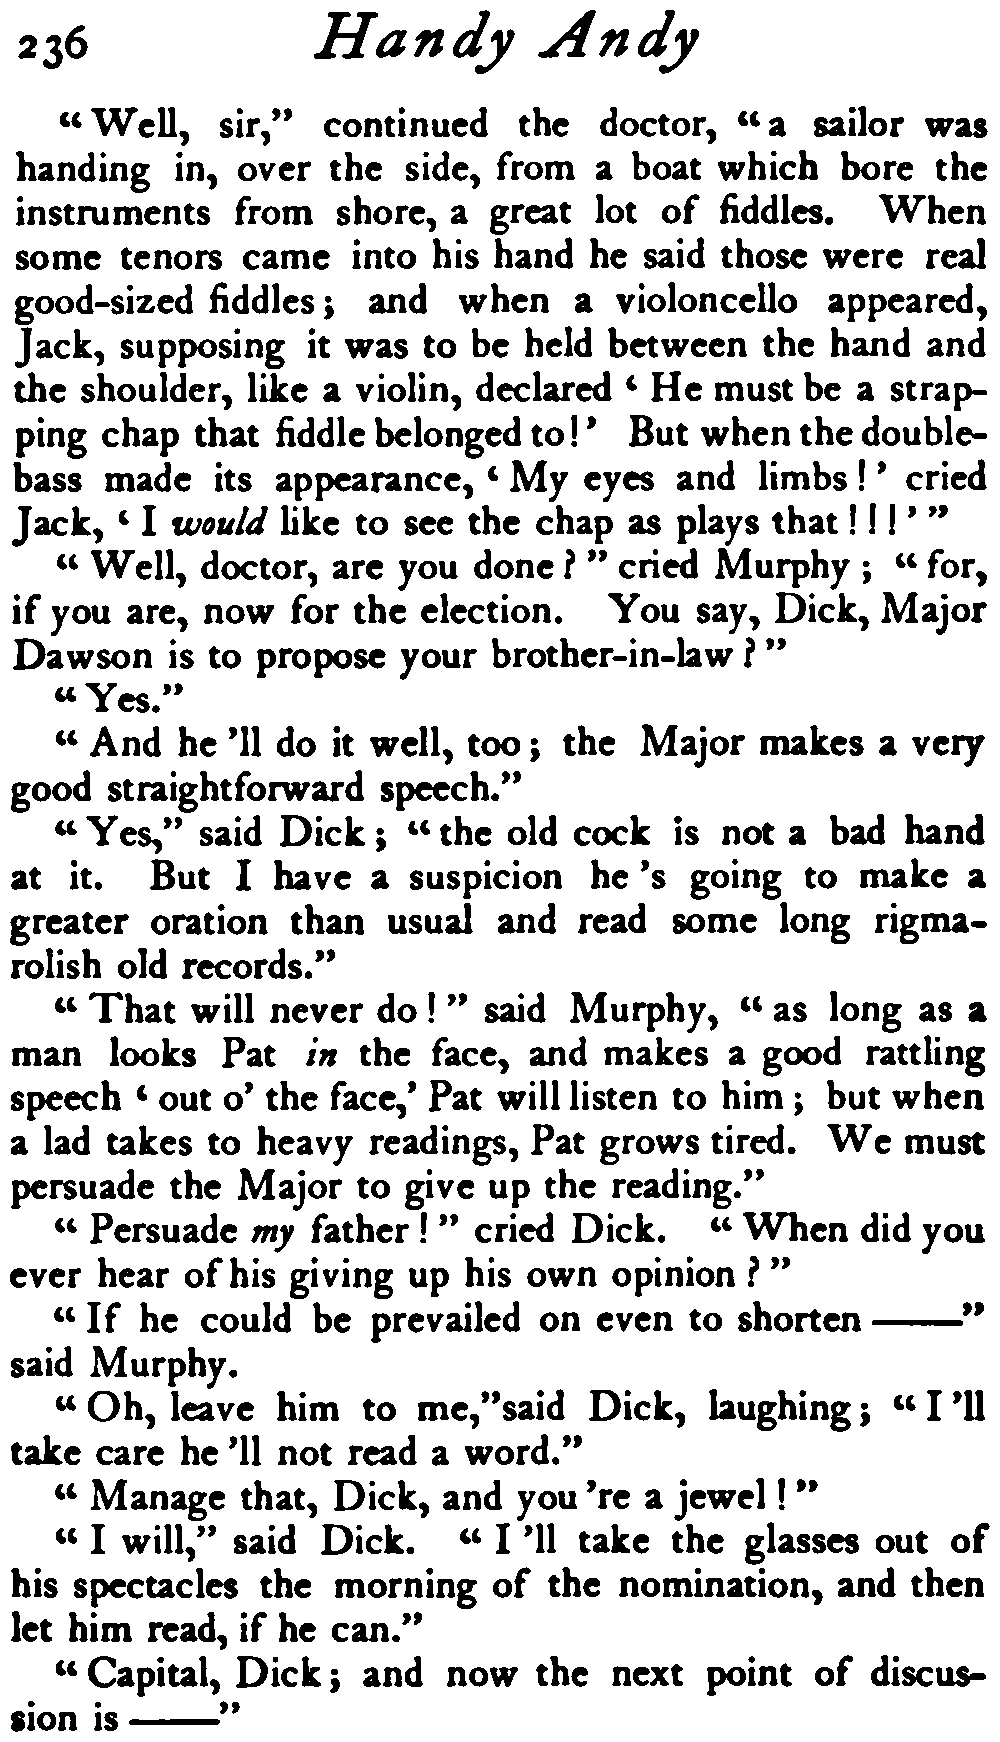 236 Handy Andy
“Well, sir,” continued the doctor, “a sailor was
handing in, over the side, from a boat which bore the
instruments from shore, a great lot of fiddles. When
some tenors came into his hand he said those were real
good-sized fiddles; and when a violoncello appeared,
Jack, supposing it was to be held between the hand and
the shoulder, like a violin, declared ‘He must be a strap-
ping chap that fiddle belonged to!’ But when the double-
bass made its appearance, ‘My eyes and limbs!’ cried
Jack, ‘I would like to see the chap as plays that!!!’”
“Well, doctor, are you done?” cried Murphy; “for,
if you are, now for the election. You say, Dick, Major
Dawson is to propose your brother-in-law?”
“Yes.”
“And he'll do it well, too; the Major makes a very
good straightforward speech.”
“Yes,” said Dick; “the old cock is not a bad hand
at it. But I have a suspicion he's going to make a
greater oration than usual and read some long rigma-
rolish old records.”
“That will never do!” said Murphy, “as long as a
man looks Pat in the face, and makes a good rattling
speech ‘out o' the face,’ Pat will listen to him; but when
a lad takes to heavy readings, Pat grows tired. We must
persuade the Major to give up the reading.”
“Persuade my father!” cried Dick. “When did you
ever hear of his giving up his own opinion?”
“If he could be prevailed on even to shorten ——”
said Murphy.
“Oh, leave him to me,”said Dick, laughing; “I'll
take care he'll not read a word.”
“Manage that, Dick, and you're a jewel!”
“I will,” said Dick. “I'll take the glasses out of
his spectacles the morning of the nomination, and then
let him read, if he can.”
“Capital, Dick; and now the next point of discus-
sion is ——”